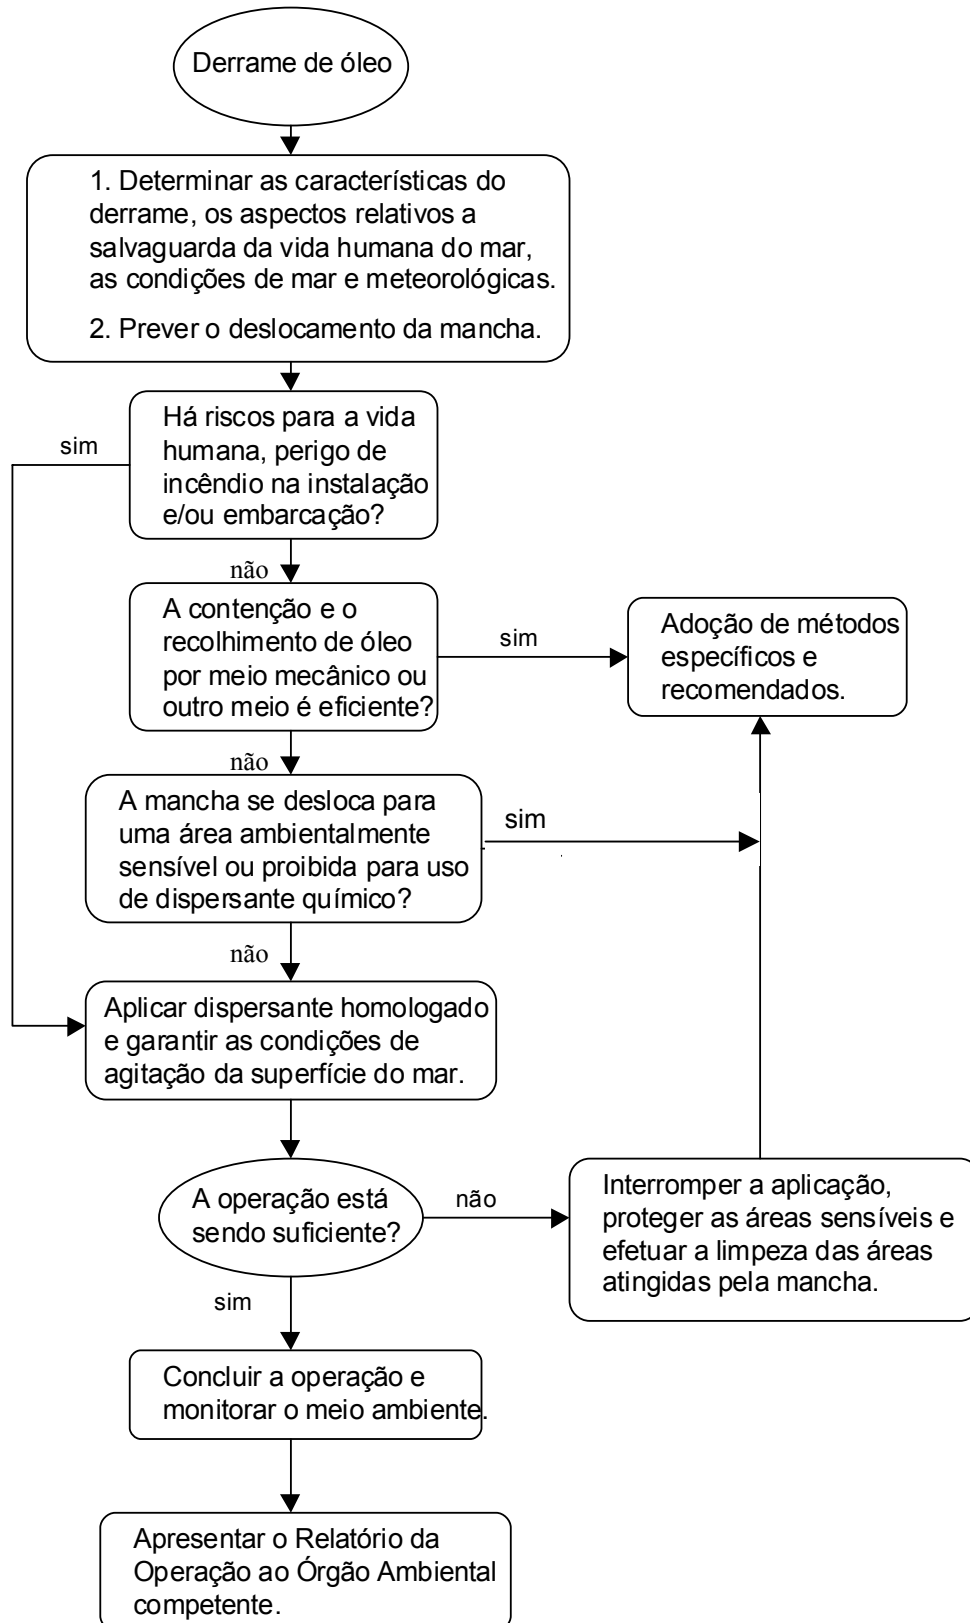 Derrame de óleo
1. Determinar as características do
derrame, os aspectos relativos a
salvaguarda da vida humana do mar,
as condições de mar e meteorológicas.
2. Prever o deslocamento da mancha.
Há riscos para a vida
humana, perigo de
incêndio na instalação
e/ou embarcação?
sim
não
A contenção e o
recolhimento de óleo
por meio mecânico ou
outro meio é eficiente?
sim
Adoção de métodos
específicos e
recomendados.
não
A mancha se desloca para
uma área ambientalmente
sensível ou proibida para uso
de dispersante químico?
sim
não
Aplicar dispersante homologado
e garantir as condições de
agitação da superfície do mar.
A operação está
sendo suficiente?
não
Interromper a aplicação,
proteger as áreas sensíveis e
efetuar a limpeza das áreas
atingidas pela mancha.
sim
Concluir a operação e
monitorar o meio ambiente.
Apresentar o Relatório da
Operação ao Órgão Ambiental
competente.